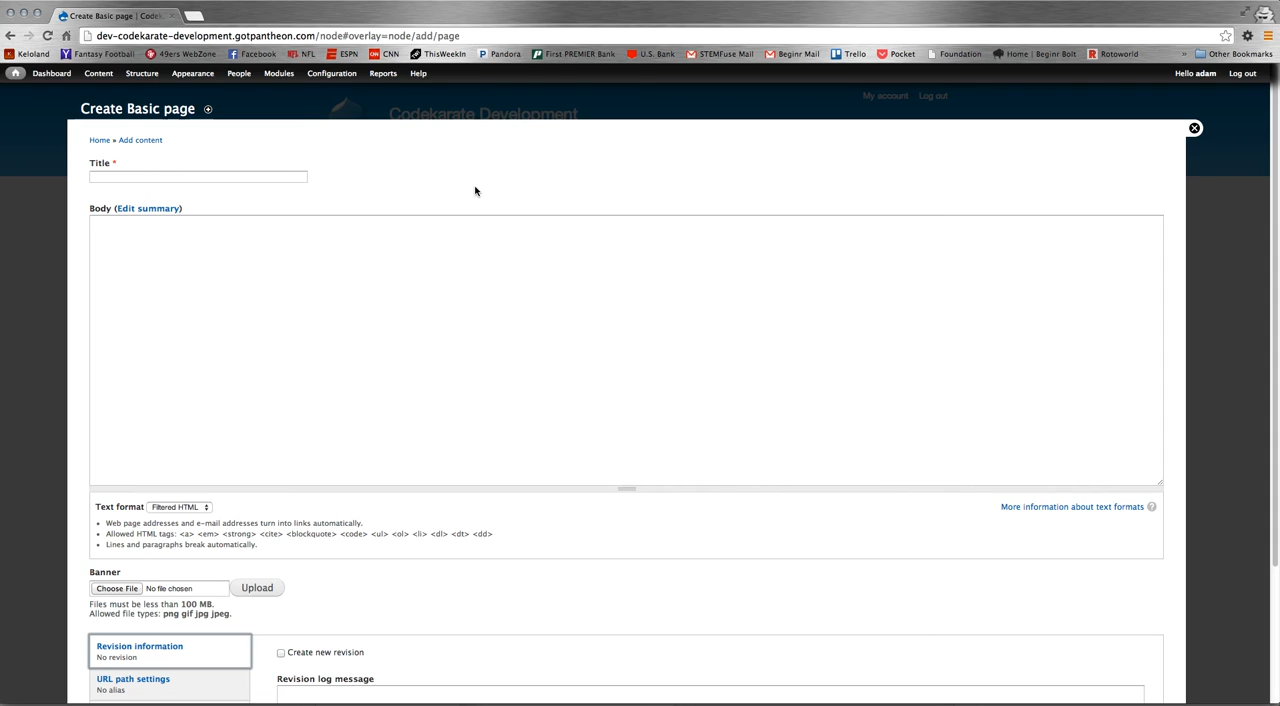 Create Basic page | Codek
dev-codekarate-development.gotpantheon.com/node#overlay=node/add/page
Keloland Fantasy Football 49ers WebZone Facebook NFL ESPN CNN ThisWeekIn Pandora First PREMIER Bank U.S. Bank STEMFuse Mail Beginr Mail Trello Pocket Foundation Home | Beginr Bolt Rotoworld » Other Bookmarks
Dashboard Content Structure Appearance People Modules Configuration Reports Help Hello adam Log out
My account Log out
Create Basic page
Codekarate Development
Home » Add content
Title *
Body (Edit summary)
Text format Filtered HTML More information about text formats ?
• Web page addresses and e-mail addresses turn into links automatically.
• Allowed HTML tags: <a> <em> <strong> <cite> <blockquote> <code> <ul> <ol> <li> <dl> <dt> <dd>
• Lines and paragraphs break automatically.
Banner
Choose File No file chosen Upload
Files must be less than 100 MB.
Allowed file types: png gif jpg jpeg.
Revision information
No revision
Create new revision
URL path settings
No alias
Revision log message